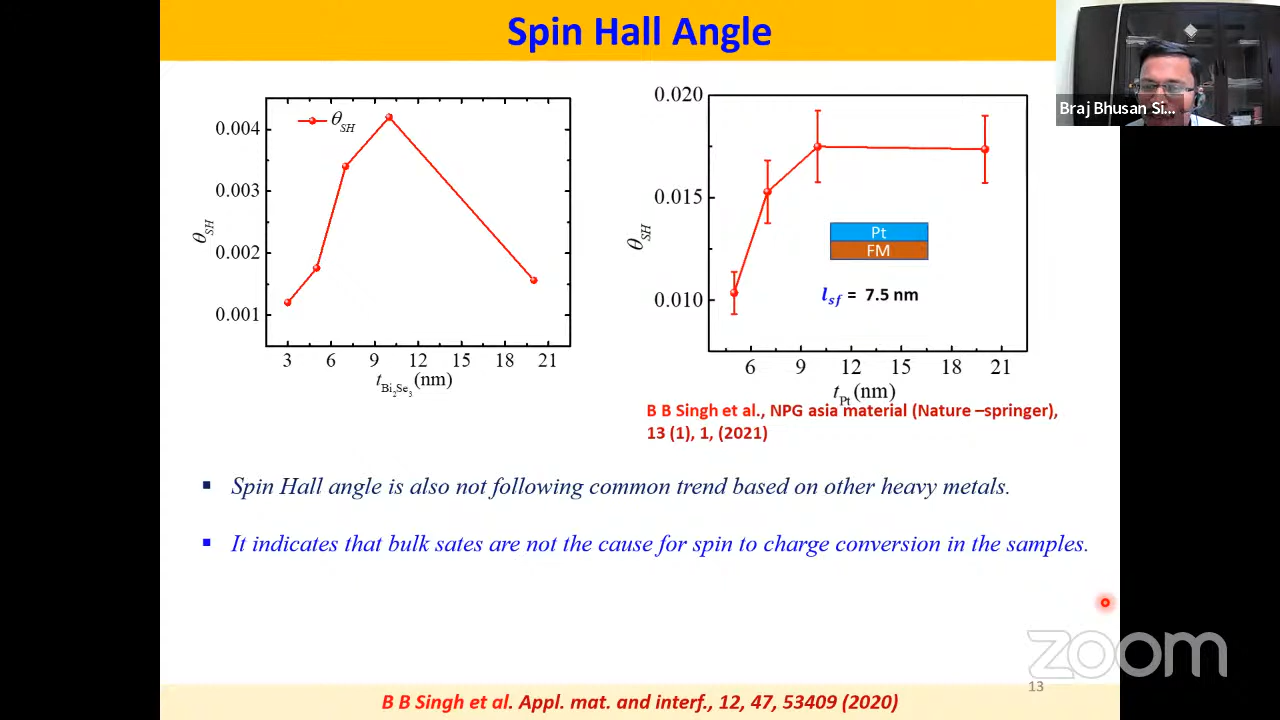 Spin Hall Angle
Braj Bhusan Si...
θSH
0.004
0.003
0.002
0.001
θSH
3 6 9 12 15 18 21
tBi2Se3 (nm)
0.020
0.015
0.010
θSH
Pt
FM
lsf = 7.5 nm
6 9 12 15 18 21
tPt (nm)
B B Singh et al., NPG asia material (Nature –springer),
13 (1), 1, (2021)
▪ Spin Hall angle is also not following common trend based on other heavy metals.
▪ It indicates that bulk sates are not the cause for spin to charge conversion in the samples.
zoom
13
B B Singh et al. Appl. mat. and interf., 12, 47, 53409 (2020)